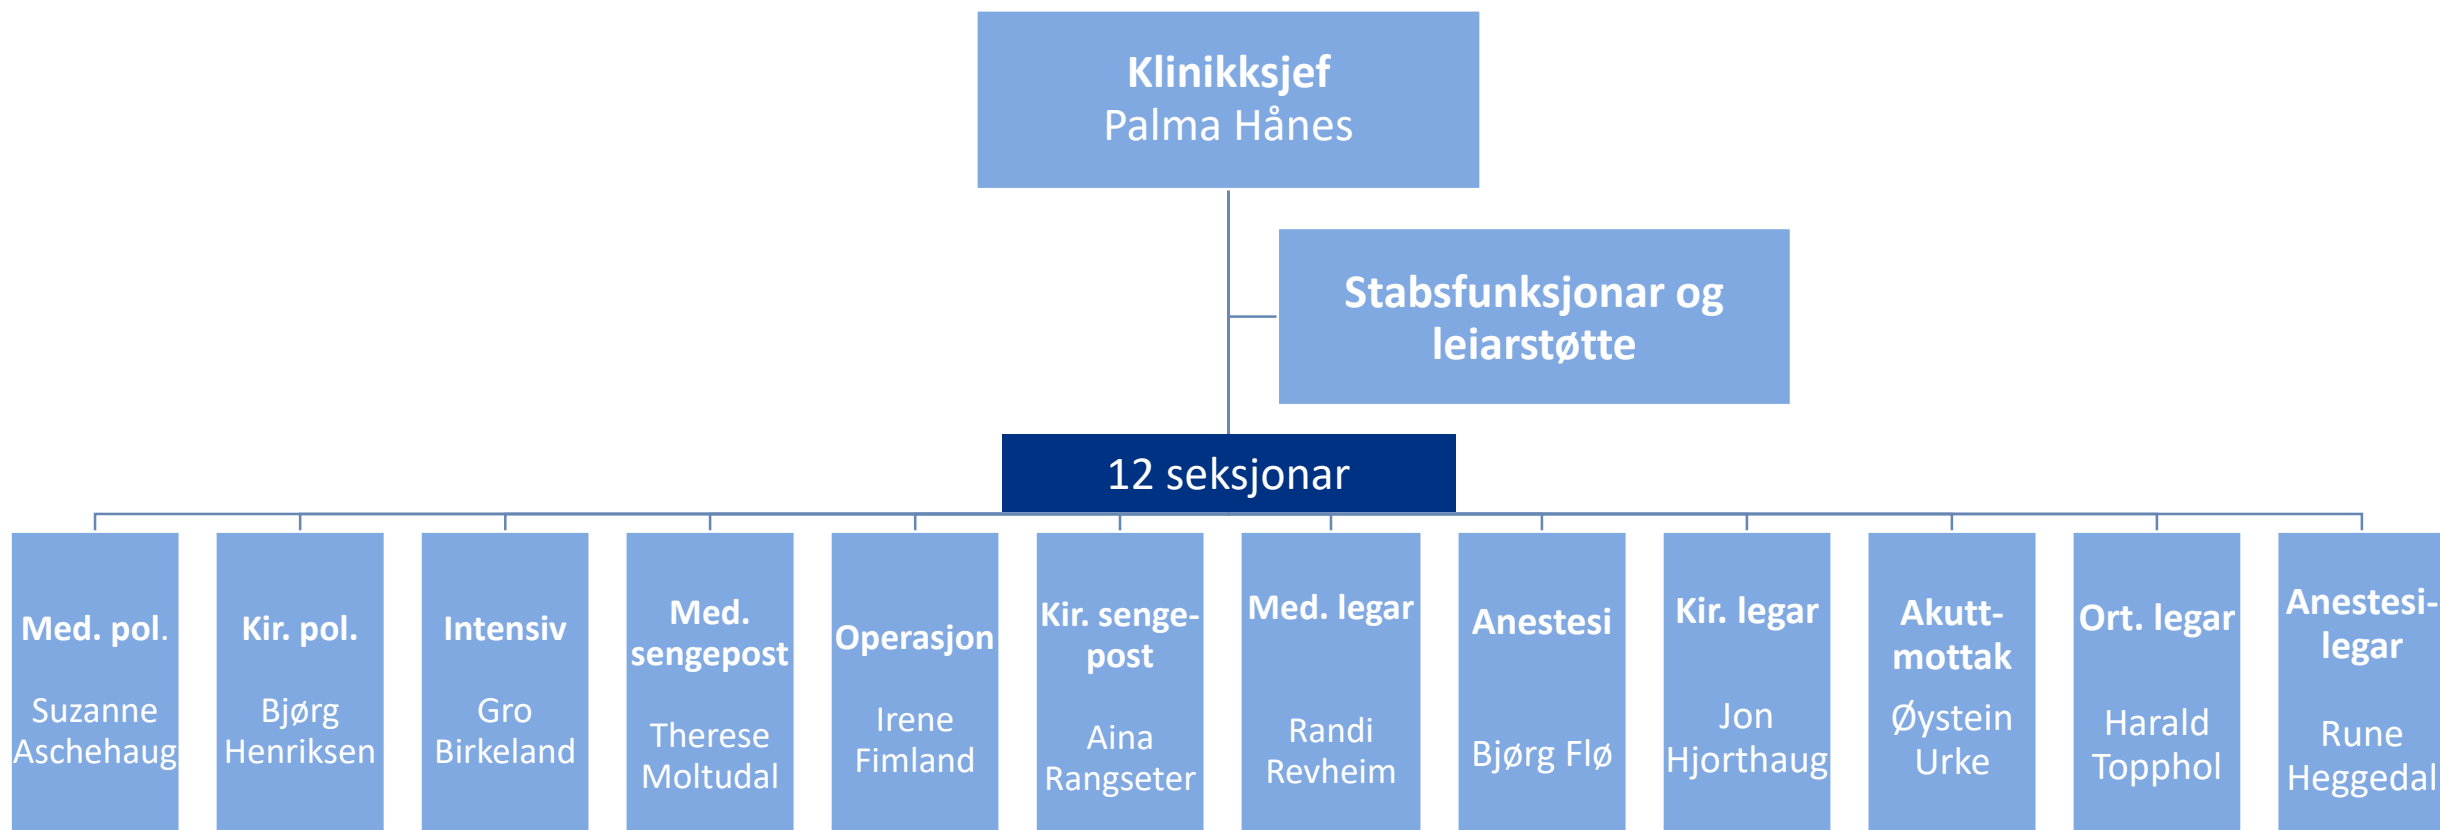 Klinikksjef
Palma Hånes
Stabsfunksjonar og
leiarstøtte
12 seksjonar
Med. pol.
Suzanne
Aschehaug
Kir. pol.
Bjørg
Henriksen
Intensiv
Gro
Birkeland
Med.
sengepost
Therese
Moltudal
Operasjon
Irene
Fimland
Kir. senge-
post
Aina
Rangseter
Med. legar
Randi
Revheim
Anestesi
Bjørg Flø
Kir. legar
Jon
Hjorthaug
Akutt-
mottak
Øystein
Urke
Ort. legar
Harald
Topphol
Anestesi-
legar
Rune
Heggedal